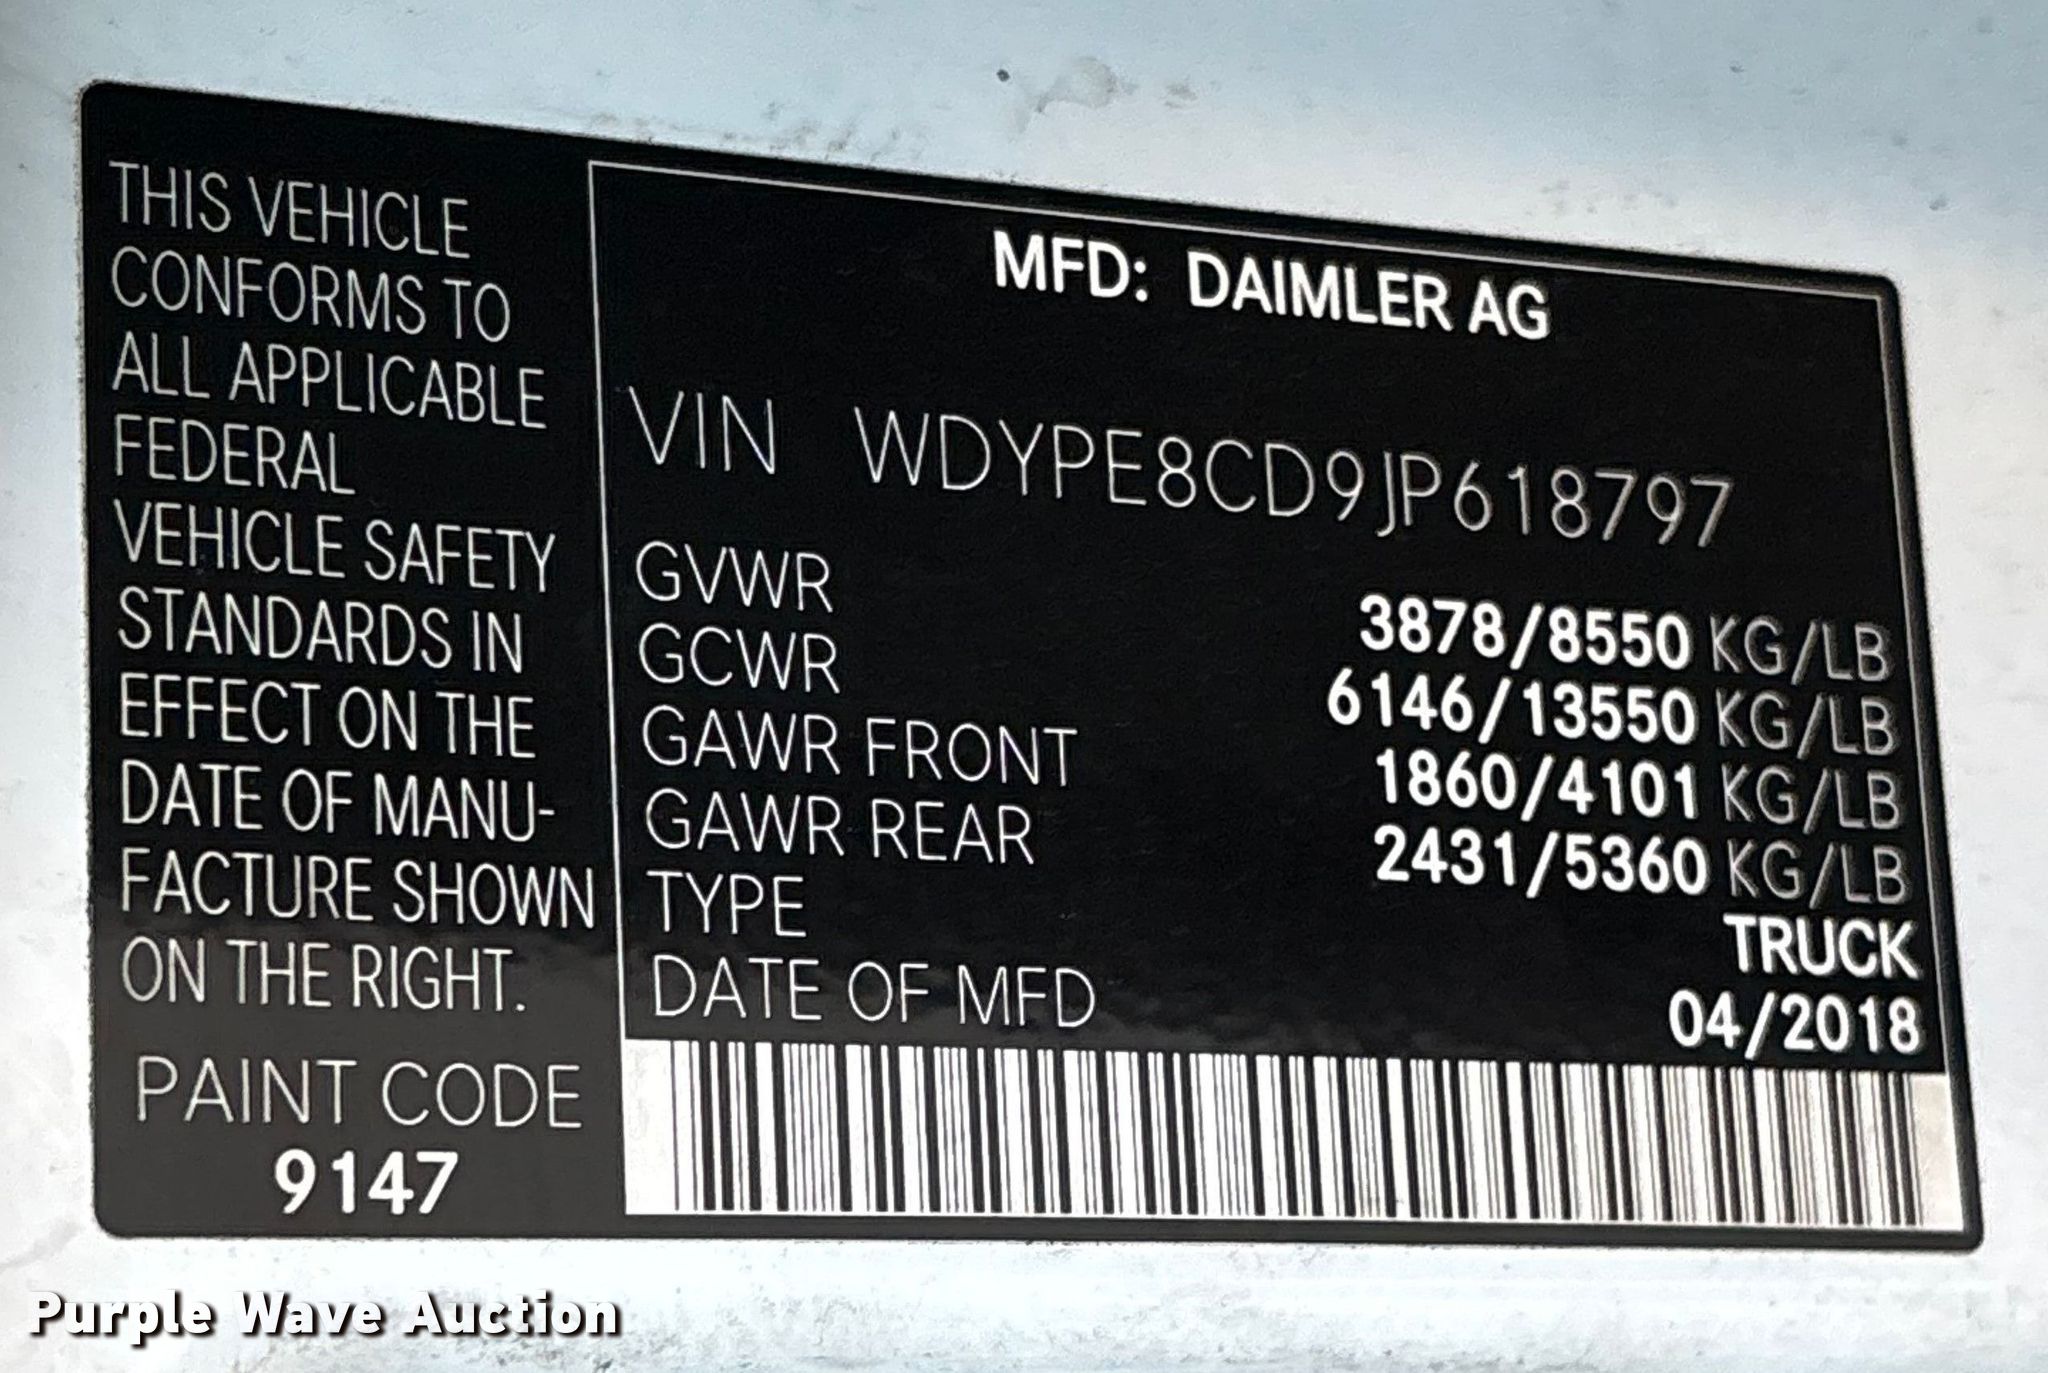 THIS VEHICLE
CONFORMS TO
ALL APPLICABLE
FEDERAL
VEHICLE SAFETY
STANDARDS IN
EFFECT ON THE
DATE OF MANU-
FACTURE SHOWN
ON THE RIGHT.
PAINT CODE
9147
MFD: DAIMLER AG
VIN WDYPE8CD9JP618797
GVWR 3878/8550 KG/LB
GCWR 6146/13550 KG/LB
GAWR FRONT 1860/4101 KG/LB
GAWR REAR 2431/5360 KG/LB
TYPE TRUCK
DATE OF MFD 04/2018
Purple Wave Auction